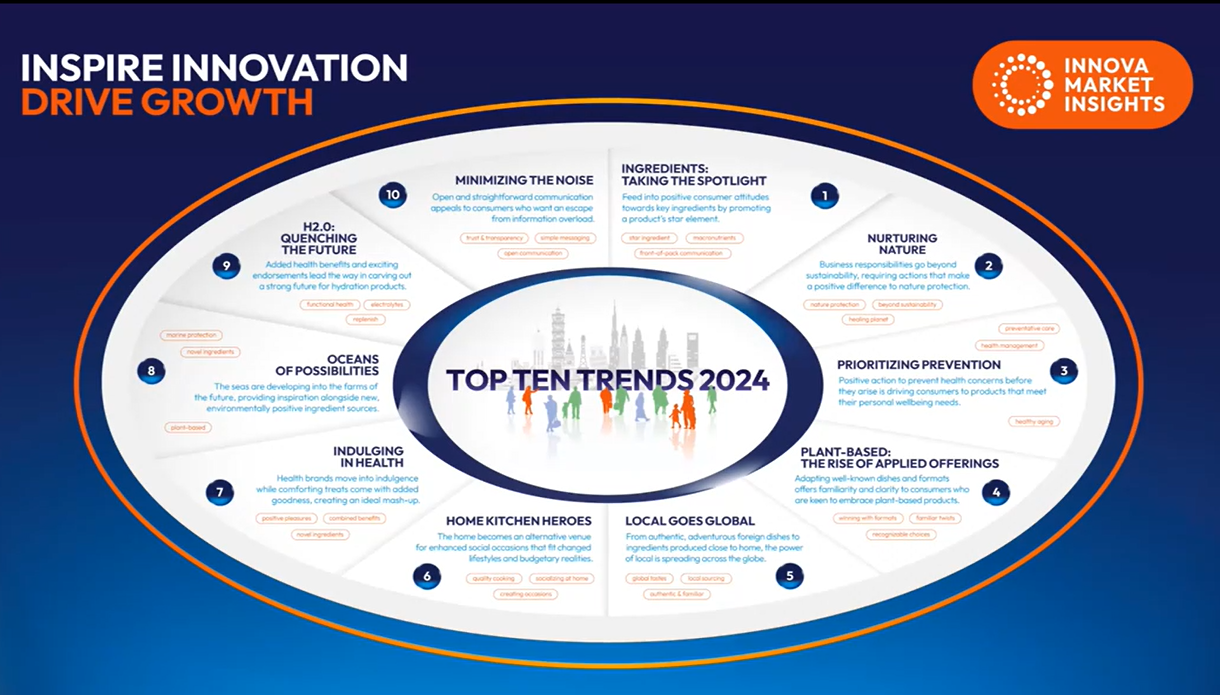 INSPIRE INNOVATION
DRIVE GROWTH
INNOVA
MARKET
INSIGHTS
TOP TEN TRENDS 2024
INGREDIENTS:
TAKING THE SPOTLIGHT
1
Feed into positive consumer attitudes
towards key ingredients by promoting
a product's star element.
star ingredient
macronutrients
front-of-pack communication
NURTURING
NATURE
2
Business responsibilities go beyond
sustainability, requiring actions that make
a positive difference to nature protection.
nature protection
beyond sustainability
healing planet
preventative care
health management
PRIORITIZING PREVENTION
3
Positive action to prevent health concerns before
they arise is driving consumers to products that meet
their personal wellbeing needs.
healthy aging
PLANT-BASED:
THE RISE OF APPLIED OFFERINGS
4
Adapting well-known dishes and formats
offers familiarity and clarity to consumers who
are keen to embrace plant-based products.
winning with formats
familiar twists
recognizable choices
LOCAL GOES GLOBAL
From authentic, adventurous foreign dishes to
ingredients produced close to home, the power
of local is spreading across the globe.
5
global tastes
local sourcing
authentic & familiar
HOME KITCHEN HEROES
The home becomes an alternative venue
for enhanced social occasions that fit changed
lifestyles and budgetary realities.
6
quality cooking
socializing at home
creating occasions
INDULGING
IN HEALTH
7
Health brands move into indulgence
while comforting treats come with added
goodness, creating an ideal mash-up.
positive pleasures
combined benefits
novel ingredients
marine protection
novel ingredients
8
OCEANS
OF POSSIBILITIES
The seas are developing into the farms of
the future, providing inspiration alongside new,
environmentally positive ingredient sources.
plant-based
H2.0:
QUENCHING
THE FUTURE
9
Added health benefits and exciting
endorsements lead the way in carving out
a strong future for hydration products.
functional health
electrolytes
replenish
10
MINIMIZING THE NOISE
Open and straightforward communication
appeals to consumers who want an escape
from information overload.
trust & transparency
simple messaging
open communication